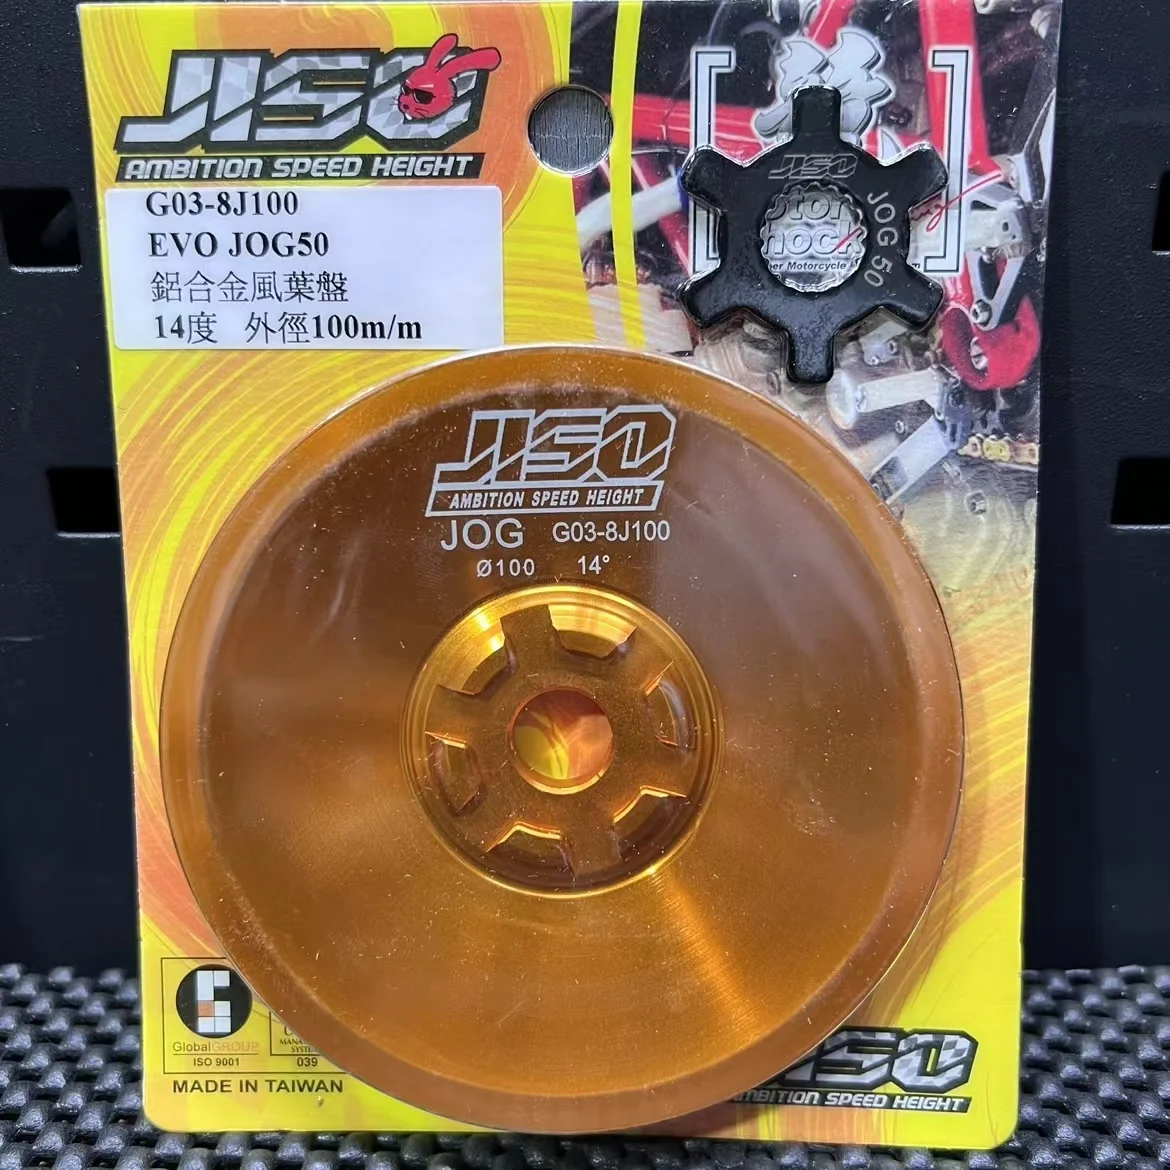 JISO
AMBITION SPEED HEIGHT
G03-8J100
EVO JOG50
鋁合金風葉盤
14度 外徑100m/m
JISO
JOG 50
JISO
AMBITION SPEED HEIGHT
JOG G03-8J100
Ø100 14°
GlobalGROUP
ISO 9001
039
MADE IN TAIWAN
AMBITION SPEED HEIGHT